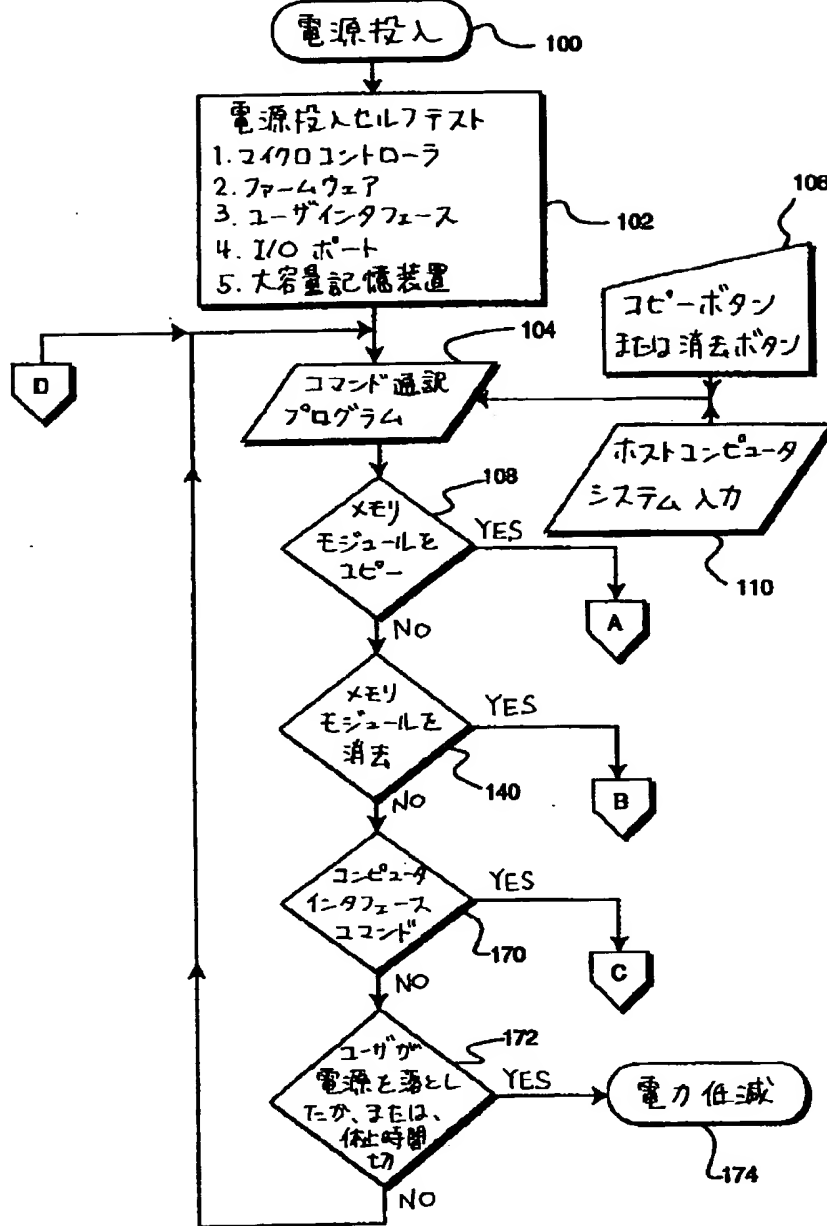 電源投入
100
電源投入セルフテスト
1. マイクロコントローラ
2. ファームウェア
3. ユーザインタフェース
4. I/O ポート
5. 大容量記憶装置
102
106
コピーボタン
または消去ボタン
D
104
コマンド通訳
プログラム
ホストコンピュータ
システム入力
110
108
メモリ
モジュールを
コピー
YES
A
NO
メモリ
モジュールを
消去
YES
140
B
NO
コンピュータ
インタフェース
コマンド
YES
170
C
NO
172
ユーザが
電源を落とし
たか、または、
休止時間
切
YES
電力低減
174
NO